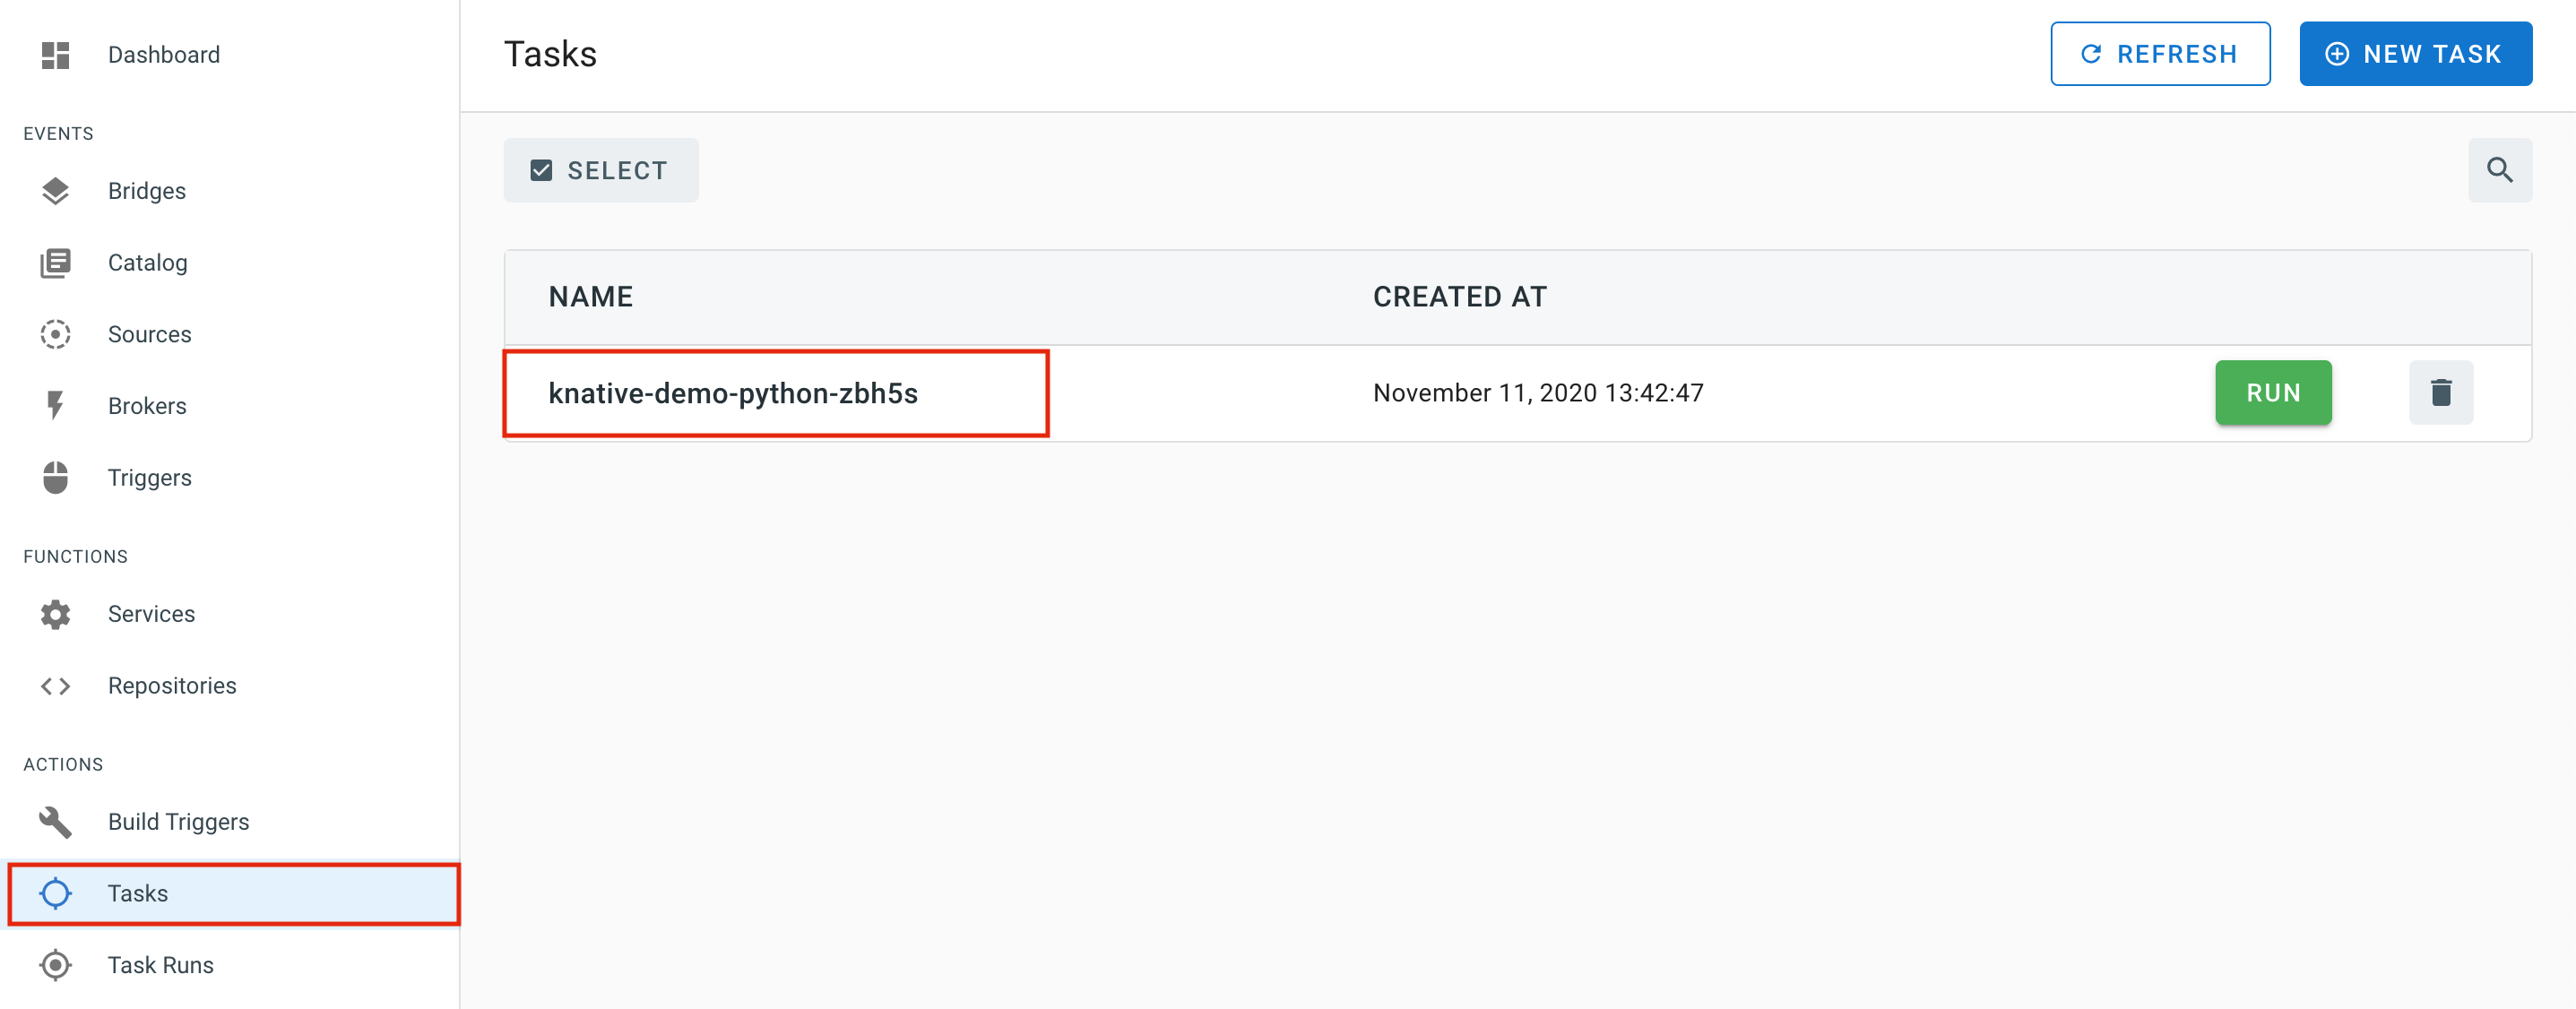 Dashboard
EVENTS
Bridges
Catalog
Sources
Brokers
Triggers
FUNCTIONS
Services
Repositories
ACTIONS
Build Triggers
Tasks
Task Runs
Tasks
REFRESH
NEW TASK
SELECT
NAME CREATED AT
knative-demo-python-zbh5s November 11, 2020 13:42:47 RUN